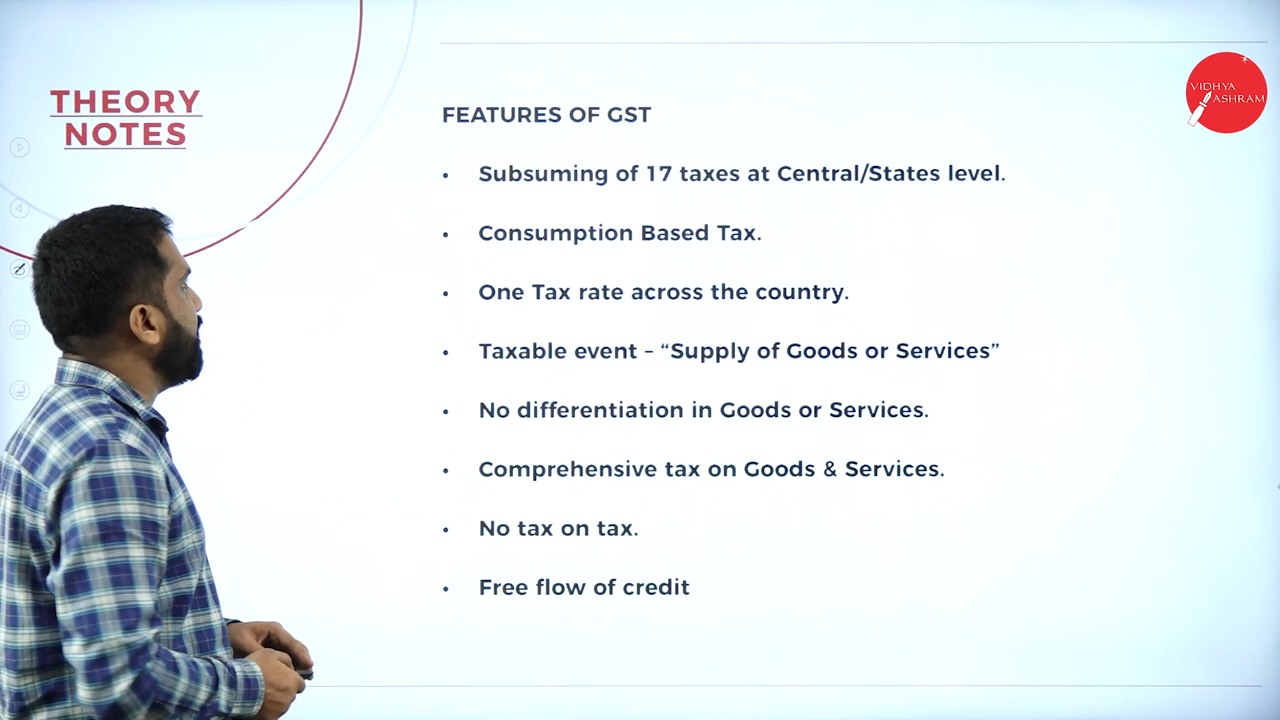 THEORY
NOTES
VIDHYA
ASHRAM
FEATURES OF GST
• Subsuming of 17 taxes at Central/States level.
• Consumption Based Tax.
• One Tax rate across the country.
• Taxable event – “Supply of Goods or Services”
• No differentiation in Goods or Services.
• Comprehensive tax on Goods & Services.
• No tax on tax.
• Free flow of credit